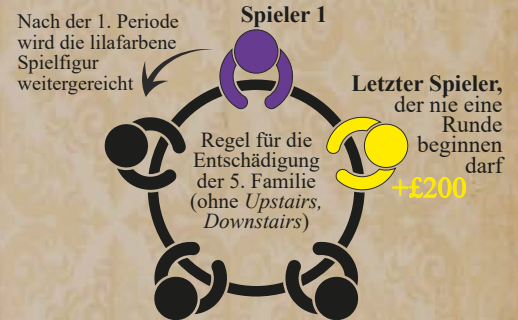 Spieler 1
Nach der 1. Periode
wird die lilafarbene
Spielfigur
weitergereicht
Letzter Spieler,
der nie eine
Runde
beginnen
darf
+£200
Regel für die
Entschädigung
der 5. Familie
(ohne Upstairs,
Downstairs)